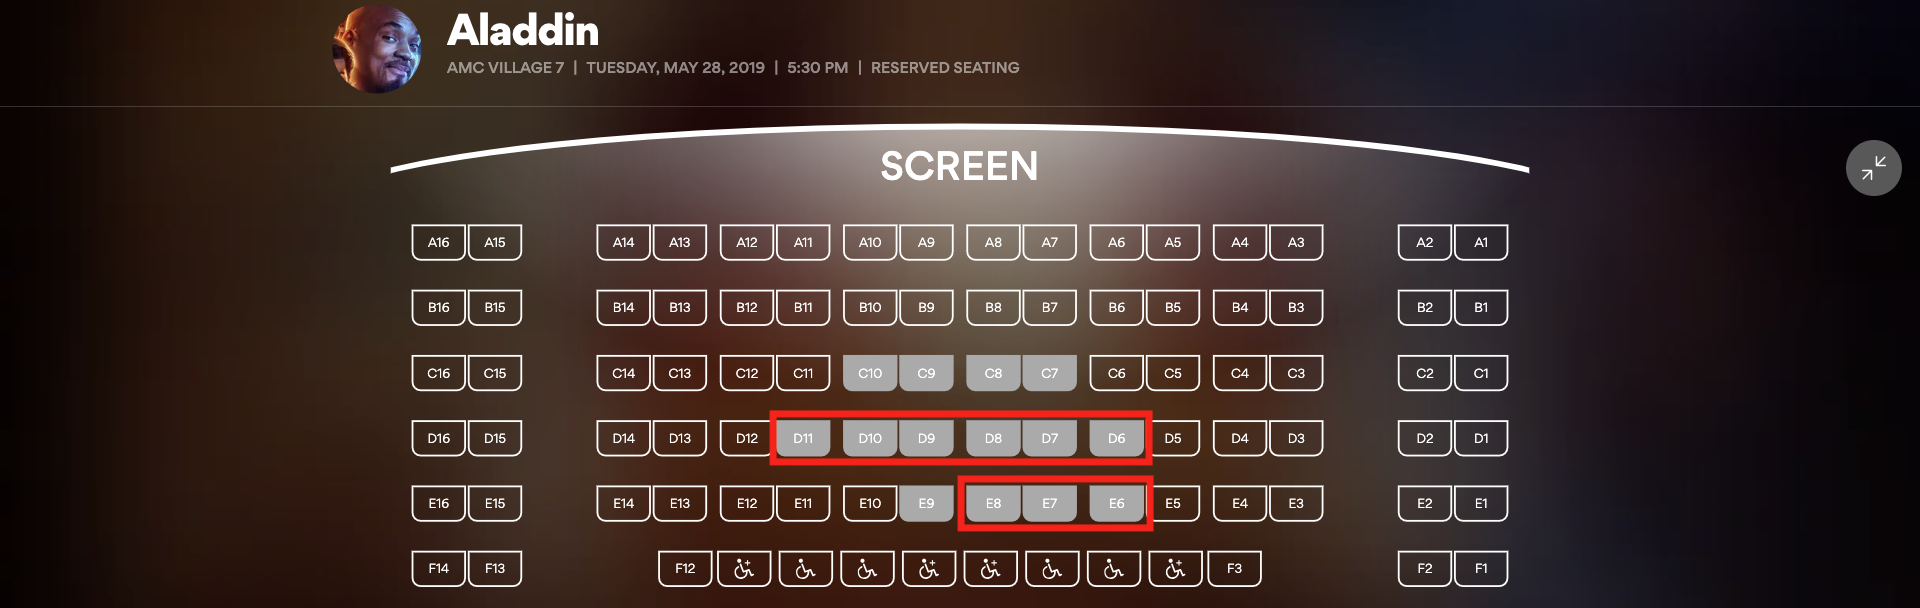 Aladdin
AMC VILLAGE 7 | TUESDAY, MAY 28, 2019 | 5:30 PM | RESERVED SEATING
SCREEN
A16 A15 A14 A13 A12 A11 A10 A9 A8 A7 A6 A5 A4 A3 A2 A1
B16 B15 B14 B13 B12 B11 B10 B9 B8 B7 B6 B5 B4 B3 B2 B1
C16 C15 C14 C13 C12 C11 C10 C9 C8 C7 C6 C5 C4 C3 C2 C1
D16 D15 D14 D13 D12 D11 D10 D9 D8 D7 D6 D5 D4 D3 D2 D1
E16 E15 E14 E13 E12 E11 E10 E9 E8 E7 E6 E5 E4 E3 E2 E1
F14 F13 F12 F3 F2 F1